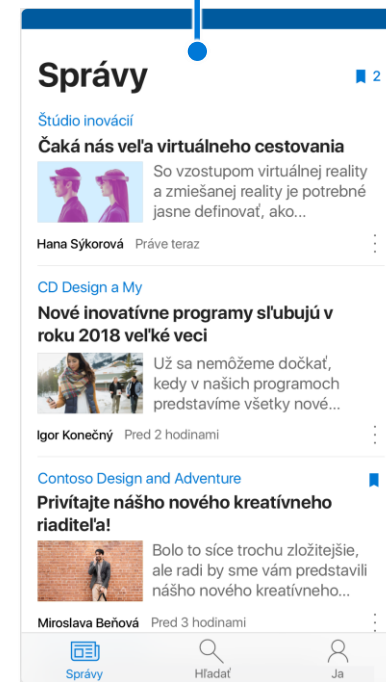 Správy
2
Štúdio inovácií
Čaká nás veľa virtuálneho cestovania
So vzostupom virtuálnej reality
a zmiešanej reality je potrebné
jasne definovať, ako...
Hana Sýkorová Práve teraz
CD Design a My
Nové inovatívne programy sľubujú v
roku 2018 veľké veci
Už sa nemôžeme dočkať,
kedy v našich programoch
predstavíme všetky nové...
Igor Konečný Pred 2 hodinami
Contoso Design and Adventure
Privítajte nášho nového kreatívneho
riaditeľa!
Bolo to síce trochu zložitejšie,
ale radi by sme vám predstavili
nášho nového kreatívneho...
Miroslava Beňová Pred 3 hodinami
Správy Hľadať Ja